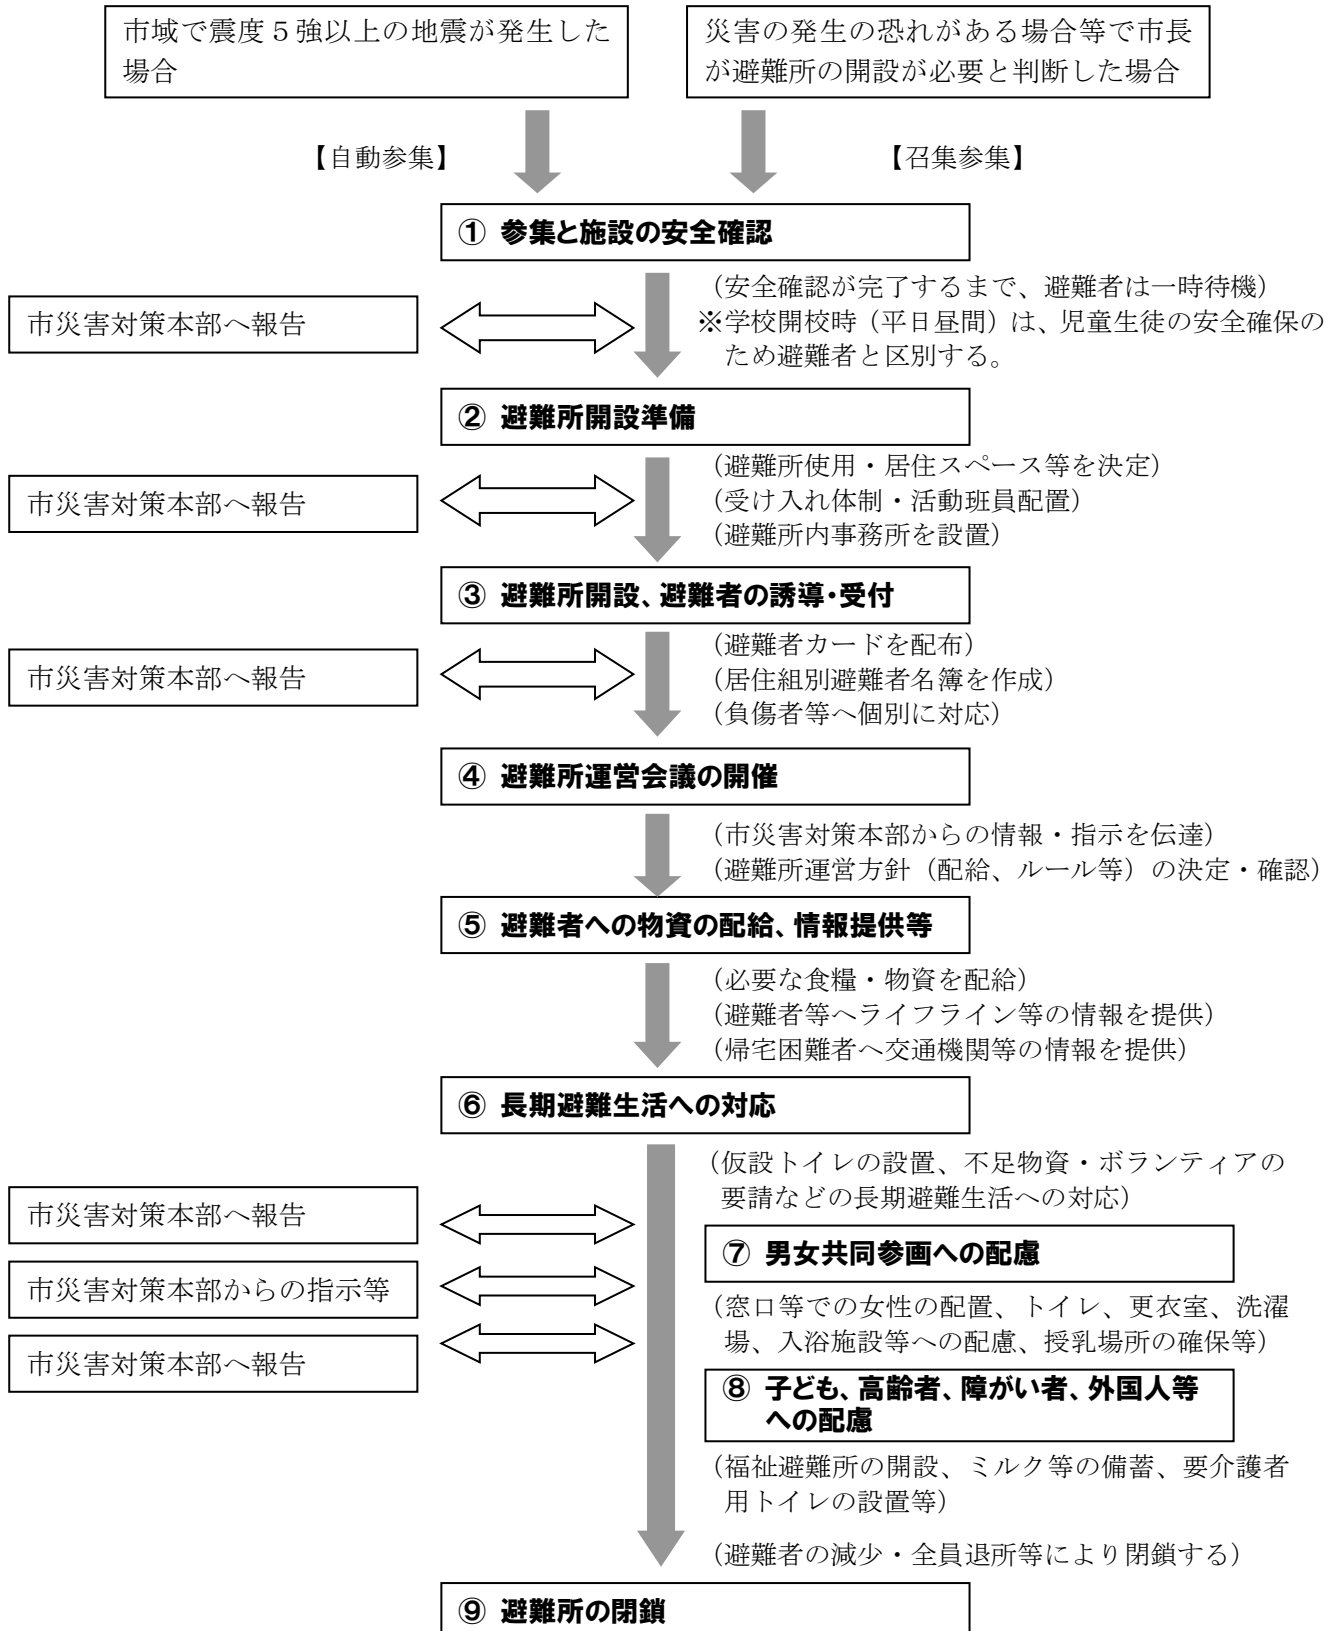 市域で震度５強以上の地震が発生した
場合
災害の発生の恐れがある場合等で市長
が避難所の開設が必要と判断した場合
【自動参集】
【召集参集】
① 参集と施設の安全確認
（安全確認が完了するまで、避難者は一時待機）
※学校開校時（平日昼間）は、児童生徒の安全確保の
ため避難者と区別する。
市災害対策本部へ報告
② 避難所開設準備
（避難所使用・居住スペース等を決定）
（受け入れ体制・活動班員配置）
（避難所内事務所を設置）
市災害対策本部へ報告
③ 避難所開設、避難者の誘導・受付
（避難者カードを配布）
（居住組別避難者名簿を作成）
（負傷者等へ個別に対応）
市災害対策本部へ報告
④ 避難所運営会議の開催
（市災害対策本部からの情報・指示を伝達）
（避難所運営方針（配給、ルール等）の決定・確認）
⑤ 避難者への物資の配給、情報提供等
（必要な食糧・物資を配給）
（避難者等へライフライン等の情報を提供）
（帰宅困難者へ交通機関等の情報を提供）
⑥ 長期避難生活への対応
（仮設トイレの設置、不足物資・ボランティアの
要請などの長期避難生活への対応）
市災害対策本部へ報告
市災害対策本部からの指示等
市災害対策本部へ報告
⑦ 男女共同参画への配慮
（窓口等での女性の配置、トイレ、更衣室、洗濯
場、入浴施設等への配慮、授乳場所の確保等）
⑧ 子ども、高齢者、障がい者、外国人等
への配慮
（福祉避難所の開設、ミルク等の備蓄、要介護者
用トイレの設置等）
（避難者の減少・全員退所等により閉鎖する）
⑨ 避難所の閉鎖